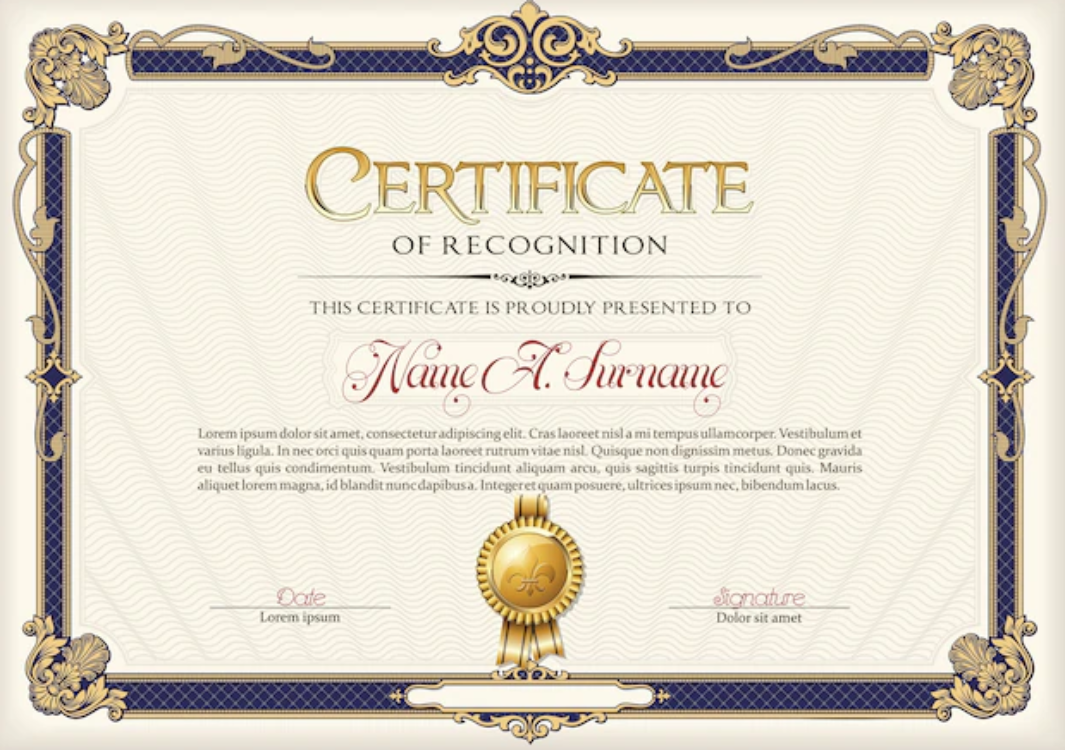 CERTIFICATE
OF RECOGNITION
THIS CERTIFICATE IS PROUDLY PRESENTED TO
Name A. Surname
Lorem ipsum dolor sit amet, consectetur adipiscing elit. Cras laoreet nisl a mi tempus ullamcorper. Vestibulum et
varius ligula. In nec orci quis quam porta laoreet rutrum vitae nisl. Quisque non dignissim metus. Donec gravida
eu tellus quis condimentum. Vestibulum tincidunt aliquam arcu, quis sagittis turpis tincidunt quis. Mauris
aliquet lorem magna, id blandit nunc dapibus a. Integer et quam posuere, ultrices ipsum nec, bibendum lacus.
Date
Lorem ipsum
Signature
Dolor sit amet